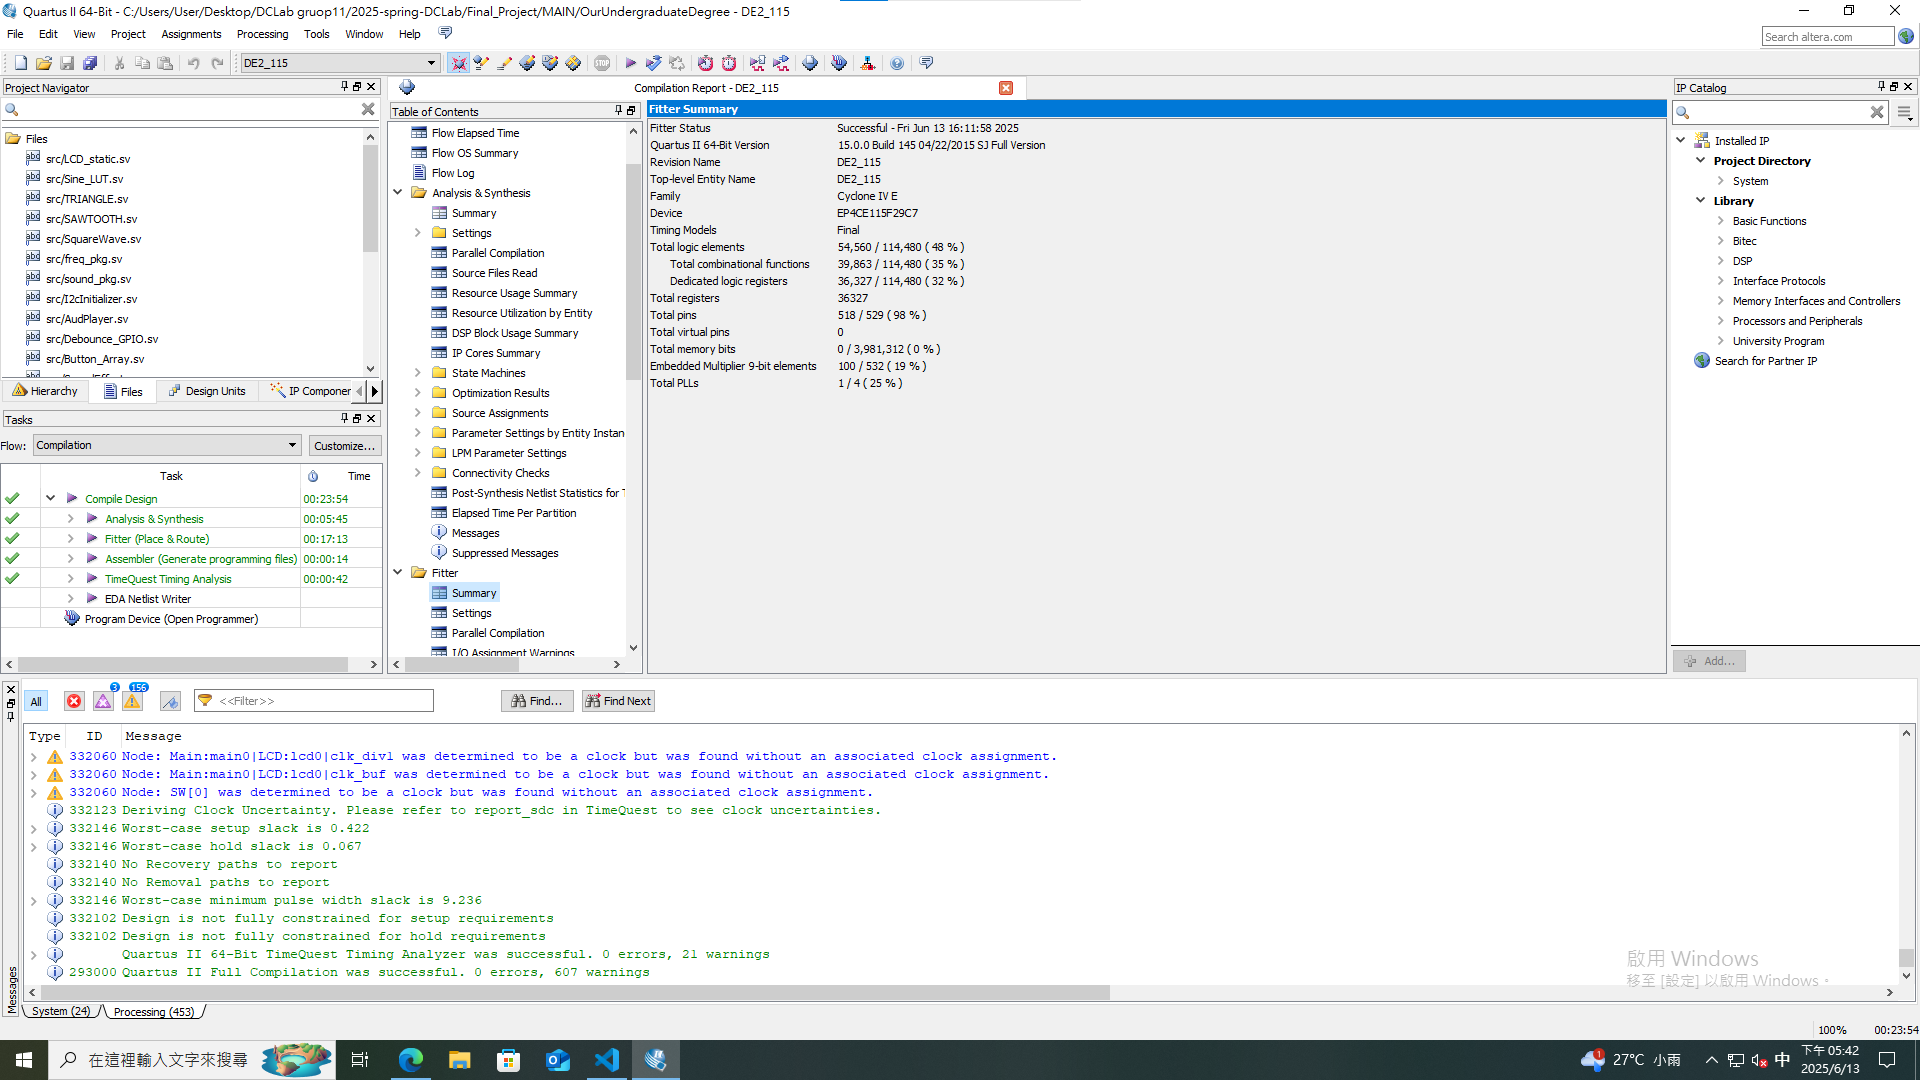 Quartus II 64-Bit - C:/Users/User/Desktop/DCLab gruop11/2025-spring-DCLab/Final_Project/MAIN/OurUndergraduateDegree - DE2_115
File Edit View Project Assignments Processing Tools Window Help
Search altera.com
DE2_115
Project Navigator
Files
src/LCD_static.sv
src/Sine_LUT.sv
src/TRIANGLE.sv
src/SAWTOOTH.sv
src/SquareWave.sv
src/freq_pkg.sv
src/sound_pkg.sv
src/I2cInitializer.sv
src/AudPlayer.sv
src/Debounce_GPIO.sv
src/Button_Array.sv
Hierarchy Files Design Units IP Componer
Tasks
Flow: Compilation Customize...
Task Time
Compile Design 00:23:54
Analysis & Synthesis 00:05:45
Fitter (Place & Route) 00:17:13
Assembler (Generate programming files) 00:00:14
TimeQuest Timing Analysis 00:00:42
EDA Netlist Writer
Program Device (Open Programmer)
Compilation Report - DE2_115
Table of Contents
Flow Elapsed Time
Flow OS Summary
Flow Log
Analysis & Synthesis
Summary
Settings
Parallel Compilation
Source Files Read
Resource Usage Summary
Resource Utilization by Entity
DSP Block Usage Summary
IP Cores Summary
State Machines
Optimization Results
Source Assignments
Parameter Settings by Entity Instan
LPM Parameter Settings
Connectivity Checks
Post-Synthesis Netlist Statistics for T
Elapsed Time Per Partition
Messages
Suppressed Messages
Fitter
Summary
Settings
Parallel Compilation
I/O Assignment Warnings
Fitter Summary
Fitter Status Successful - Fri Jun 13 16:11:58 2025
Quartus II 64-Bit Version 15.0.0 Build 145 04/22/2015 SJ Full Version
Revision Name DE2_115
Top-level Entity Name DE2_115
Family Cyclone IV E
Device EP4CE115F29C7
Timing Models Final
Total logic elements 54,560 / 114,480 ( 48 % )
Total combinational functions 39,863 / 114,480 ( 35 % )
Dedicated logic registers 36,327 / 114,480 ( 32 % )
Total registers 36327
Total pins 518 / 529 ( 98 % )
Total virtual pins 0
Total memory bits 0 / 3,981,312 ( 0 % )
Embedded Multiplier 9-bit elements 100 / 532 ( 19 % )
Total PLLs 1 / 4 ( 25 % )
IP Catalog
Installed IP
Project Directory
System
Library
Basic Functions
Bitec
DSP
Interface Protocols
Memory Interfaces and Controllers
Processors and Peripherals
University Program
Search for Partner IP
Add...
All 3 156 <<Filter>> Find... Find Next
Type ID Message
332060 Node: Main:main0|LCD:lcd0|clk_div1 was determined to be a clock but was found without an associated clock assignment.
332060 Node: Main:main0|LCD:lcd0|clk_buf was determined to be a clock but was found without an associated clock assignment.
332060 Node: SW[0] was determined to be a clock but was found without an associated clock assignment.
332123 Deriving Clock Uncertainty. Please refer to report_sdc in TimeQuest to see clock uncertainties.
332146 Worst-case setup slack is 0.422
332146 Worst-case hold slack is 0.067
332140 No Recovery paths to report
332140 No Removal paths to report
332146 Worst-case minimum pulse width slack is 9.236
332102 Design is not fully constrained for setup requirements
332102 Design is not fully constrained for hold requirements
Quartus II 64-Bit TimeQuest Timing Analyzer was successful. 0 errors, 21 warnings
293000 Quartus II Full Compilation was successful. 0 errors, 607 warnings
Messages
System (24) Processing (453)
啟用 Windows
移至 [設定] 以啟用 Windows。
100% 00:23:54
在這裡輸入文字來搜尋
1 27°C 小雨
中
下午 05:42
2025/6/13